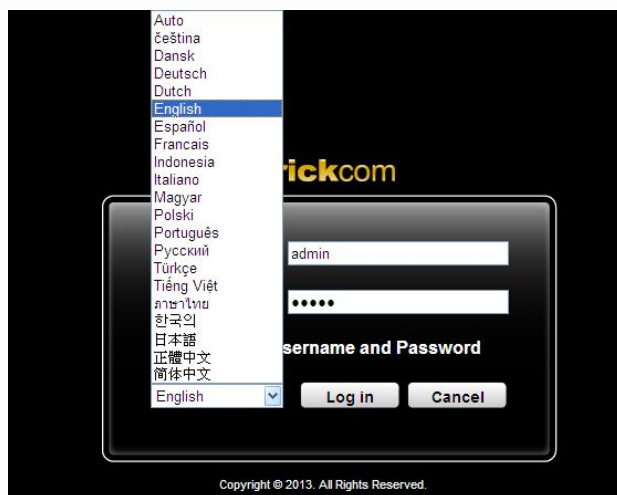 Auto
čeština
Dansk
Deutsch
Dutch
English
Español
Francais
Indonesia
Italiano
Magyar
Polski
Português
Русский
Türkçe
Tiếng Việt
ภาษาไทย
한국의
日本語
正體中文
简体中文
rickcom
admin
sername and Password
English
Log in
Cancel
Copyright © 2013. All Rights Reserved.